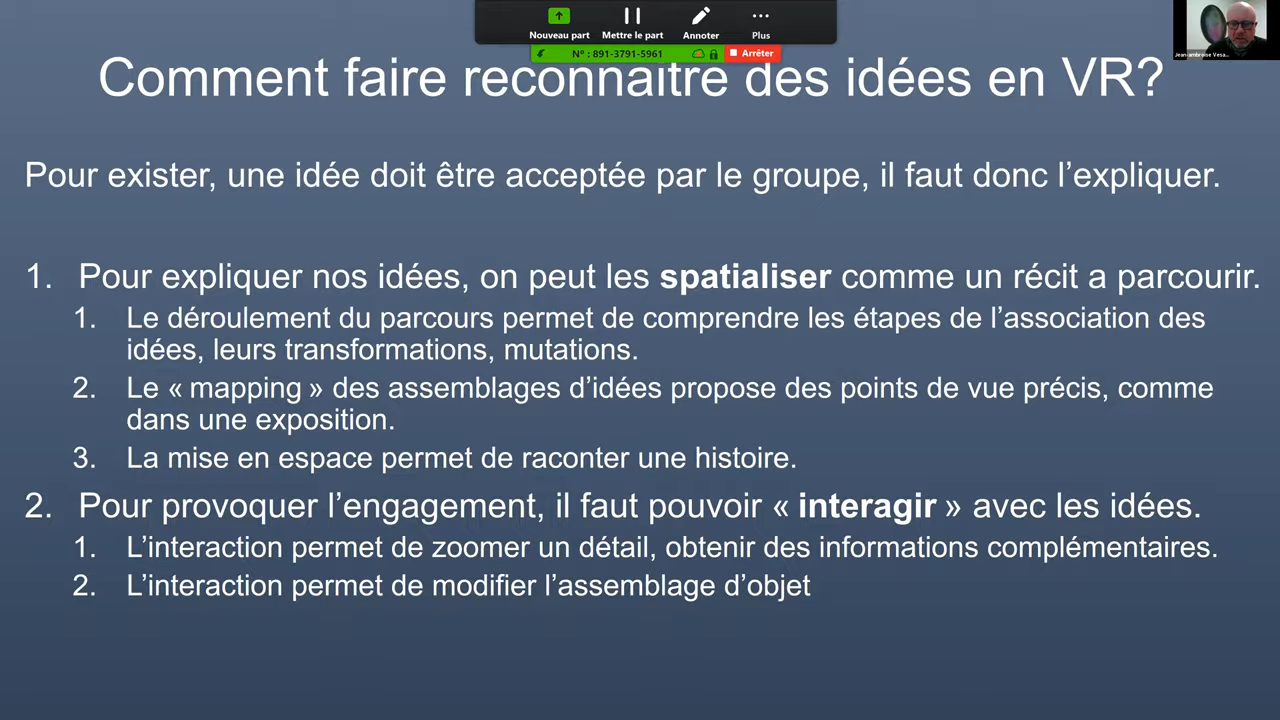 Nouveau part
Mettre le part
Annoter
Plus
N° : 891-3791-5961
Arrêter
Comment faire reconnaitre des idées en VR?
Pour exister, une idée doit être acceptée par le groupe, il faut donc l’expliquer.
1. Pour expliquer nos idées, on peut les spatialiser comme un récit a parcourir.
1. Le déroulement du parcours permet de comprendre les étapes de l’association des
idées, leurs transformations, mutations.
2. Le « mapping » des assemblages d’idées propose des points de vue précis, comme
dans une exposition.
3. La mise en espace permet de raconter une histoire.
2. Pour provoquer l’engagement, il faut pouvoir « interagir » avec les idées.
1. L’interaction permet de zoomer un détail, obtenir des informations complémentaires.
2. L’interaction permet de modifier l’assemblage d’objet